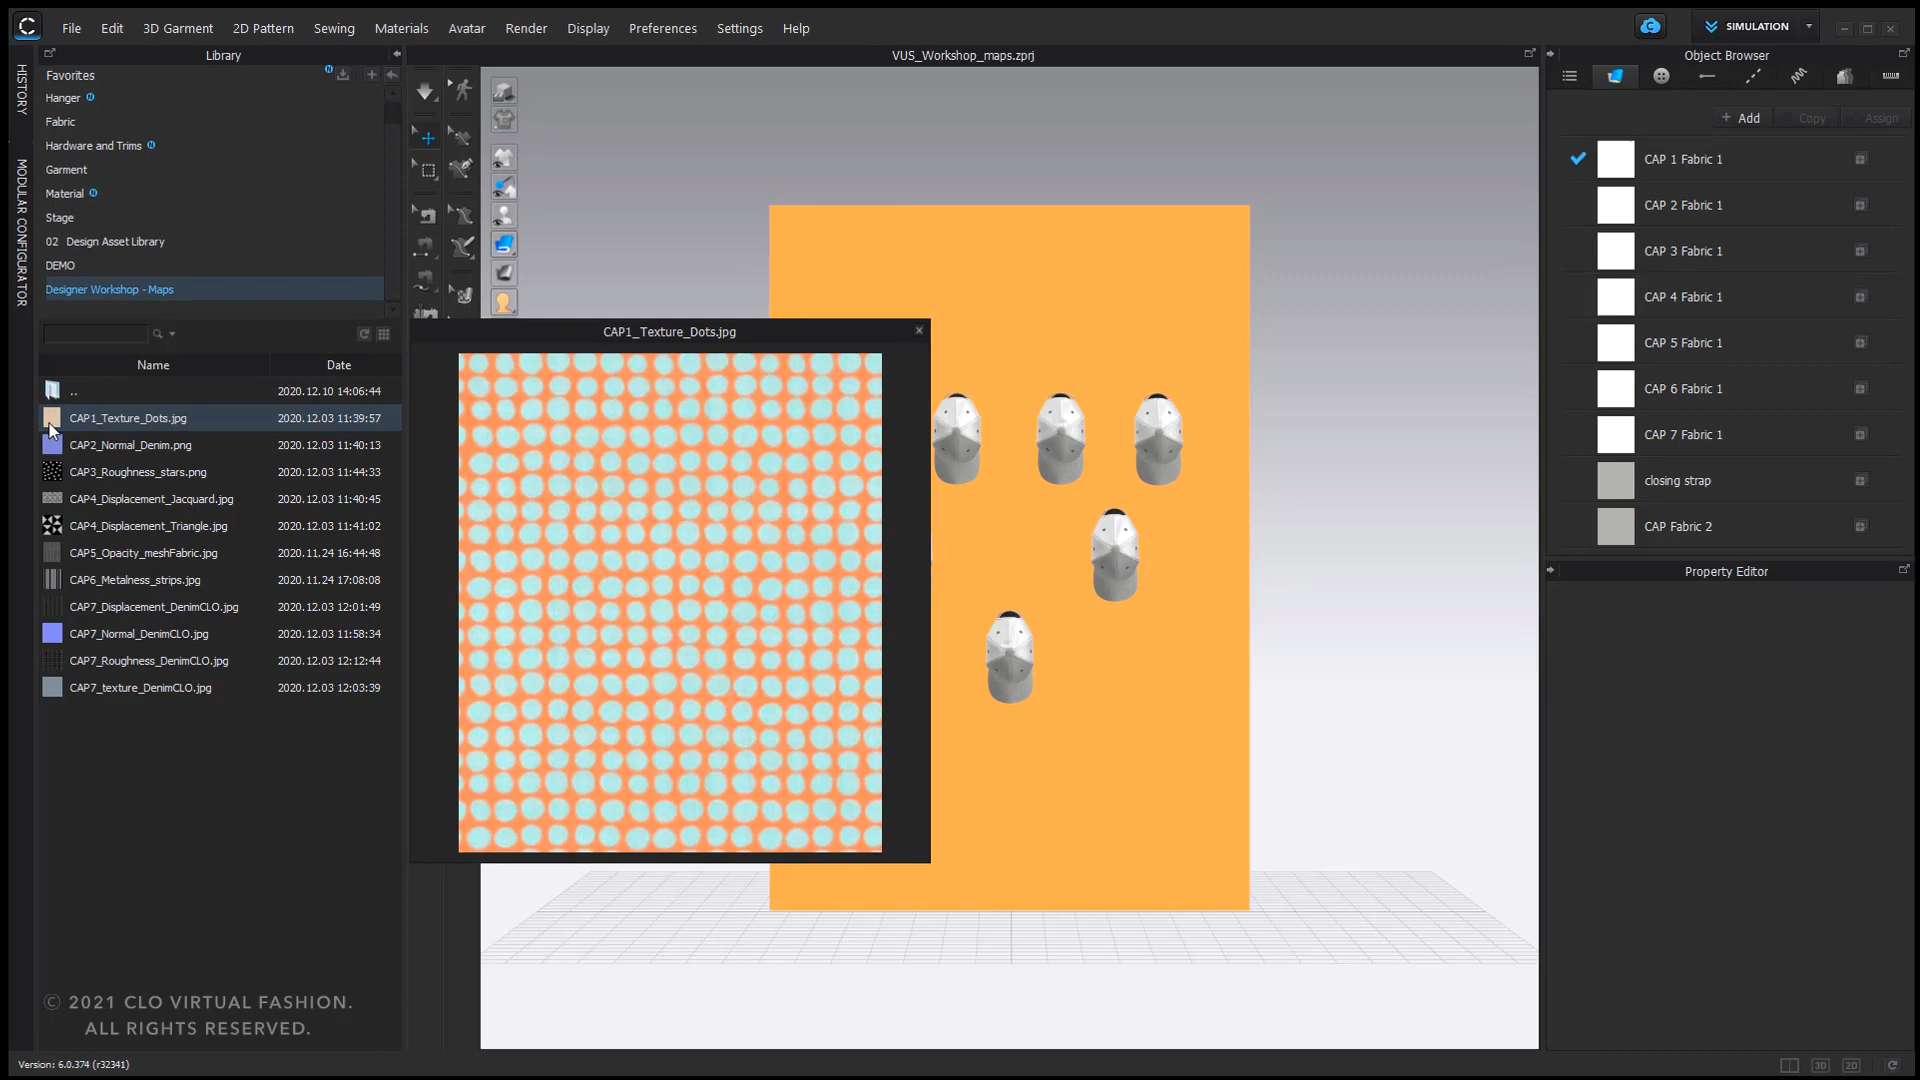 File Edit 3D Garment 2D Pattern Sewing Materials Avatar Render Display Preferences Settings Help
SIMULATION
Library
VUS_Workshop_maps.zprj
Object Browser
HISTORY
MODULAR CONFIGURATOR
Favorites
Hanger
Fabric
Hardware and Trims
Garment
Material
Stage
02 Design Asset Library
DEMO
Designer Workshop - Maps
Name Date
.. 2020.12.10 14:06:44
CAP1_Texture_Dots.jpg 2020.12.03 11:39:57
CAP2_Normal_Denim.png 2020.12.03 11:40:13
CAP3_Roughness_stars.png 2020.12.03 11:44:33
CAP4_Displacement_Jacquard.jpg 2020.12.03 11:40:45
CAP4_Displacement_Triangle.jpg 2020.12.03 11:41:02
CAP5_Opacity_meshFabric.jpg 2020.11.24 16:44:48
CAP6_Metalness_strips.jpg 2020.11.24 17:08:08
CAP7_Displacement_DenimCLO.jpg 2020.12.03 12:01:49
CAP7_Normal_DenimCLO.jpg 2020.12.03 11:58:34
CAP7_Roughness_DenimCLO.jpg 2020.12.03 12:12:44
CAP7_texture_DenimCLO.jpg 2020.12.03 12:03:39
CAP1_Texture_Dots.jpg
+ Add Copy Assign
CAP 1 Fabric 1
CAP 2 Fabric 1
CAP 3 Fabric 1
CAP 4 Fabric 1
CAP 5 Fabric 1
CAP 6 Fabric 1
CAP 7 Fabric 1
closing strap
CAP Fabric 2
Property Editor
© 2021 CLO VIRTUAL FASHION.
ALL RIGHTS RESERVED.
Version: 6.0.374 (r32341)
3D 2D